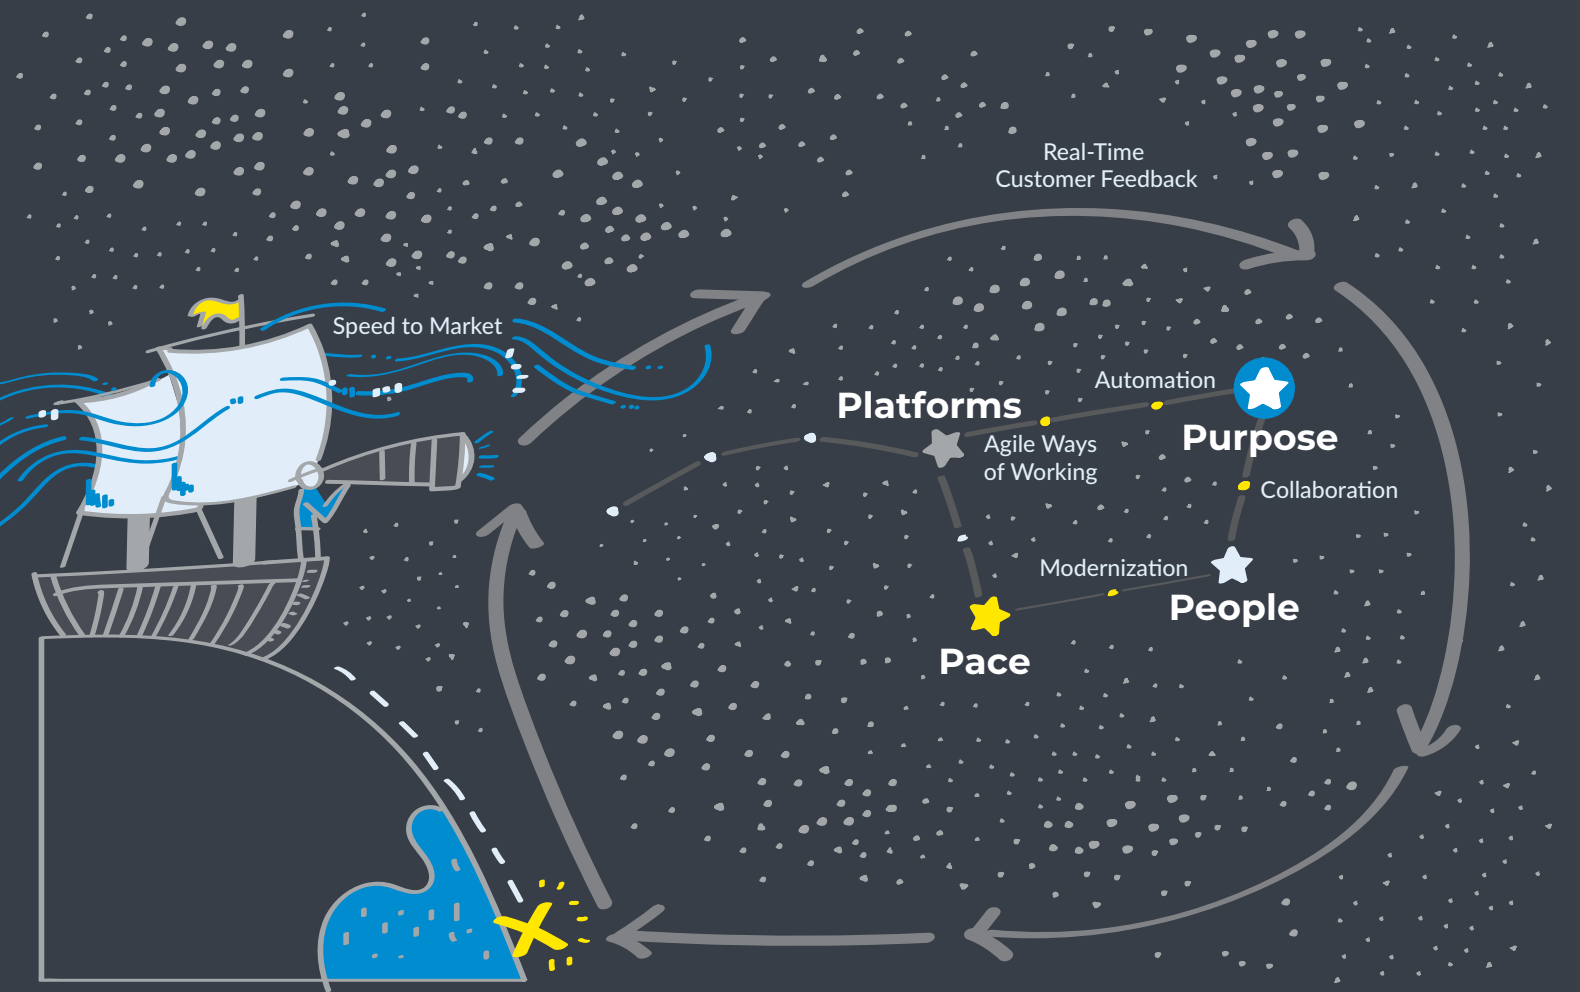 Real-Time
Customer Feedback
Speed to Market
Automation
Platforms
Purpose
Agile Ways
of Working
Collaboration
Modernization
People
Pace